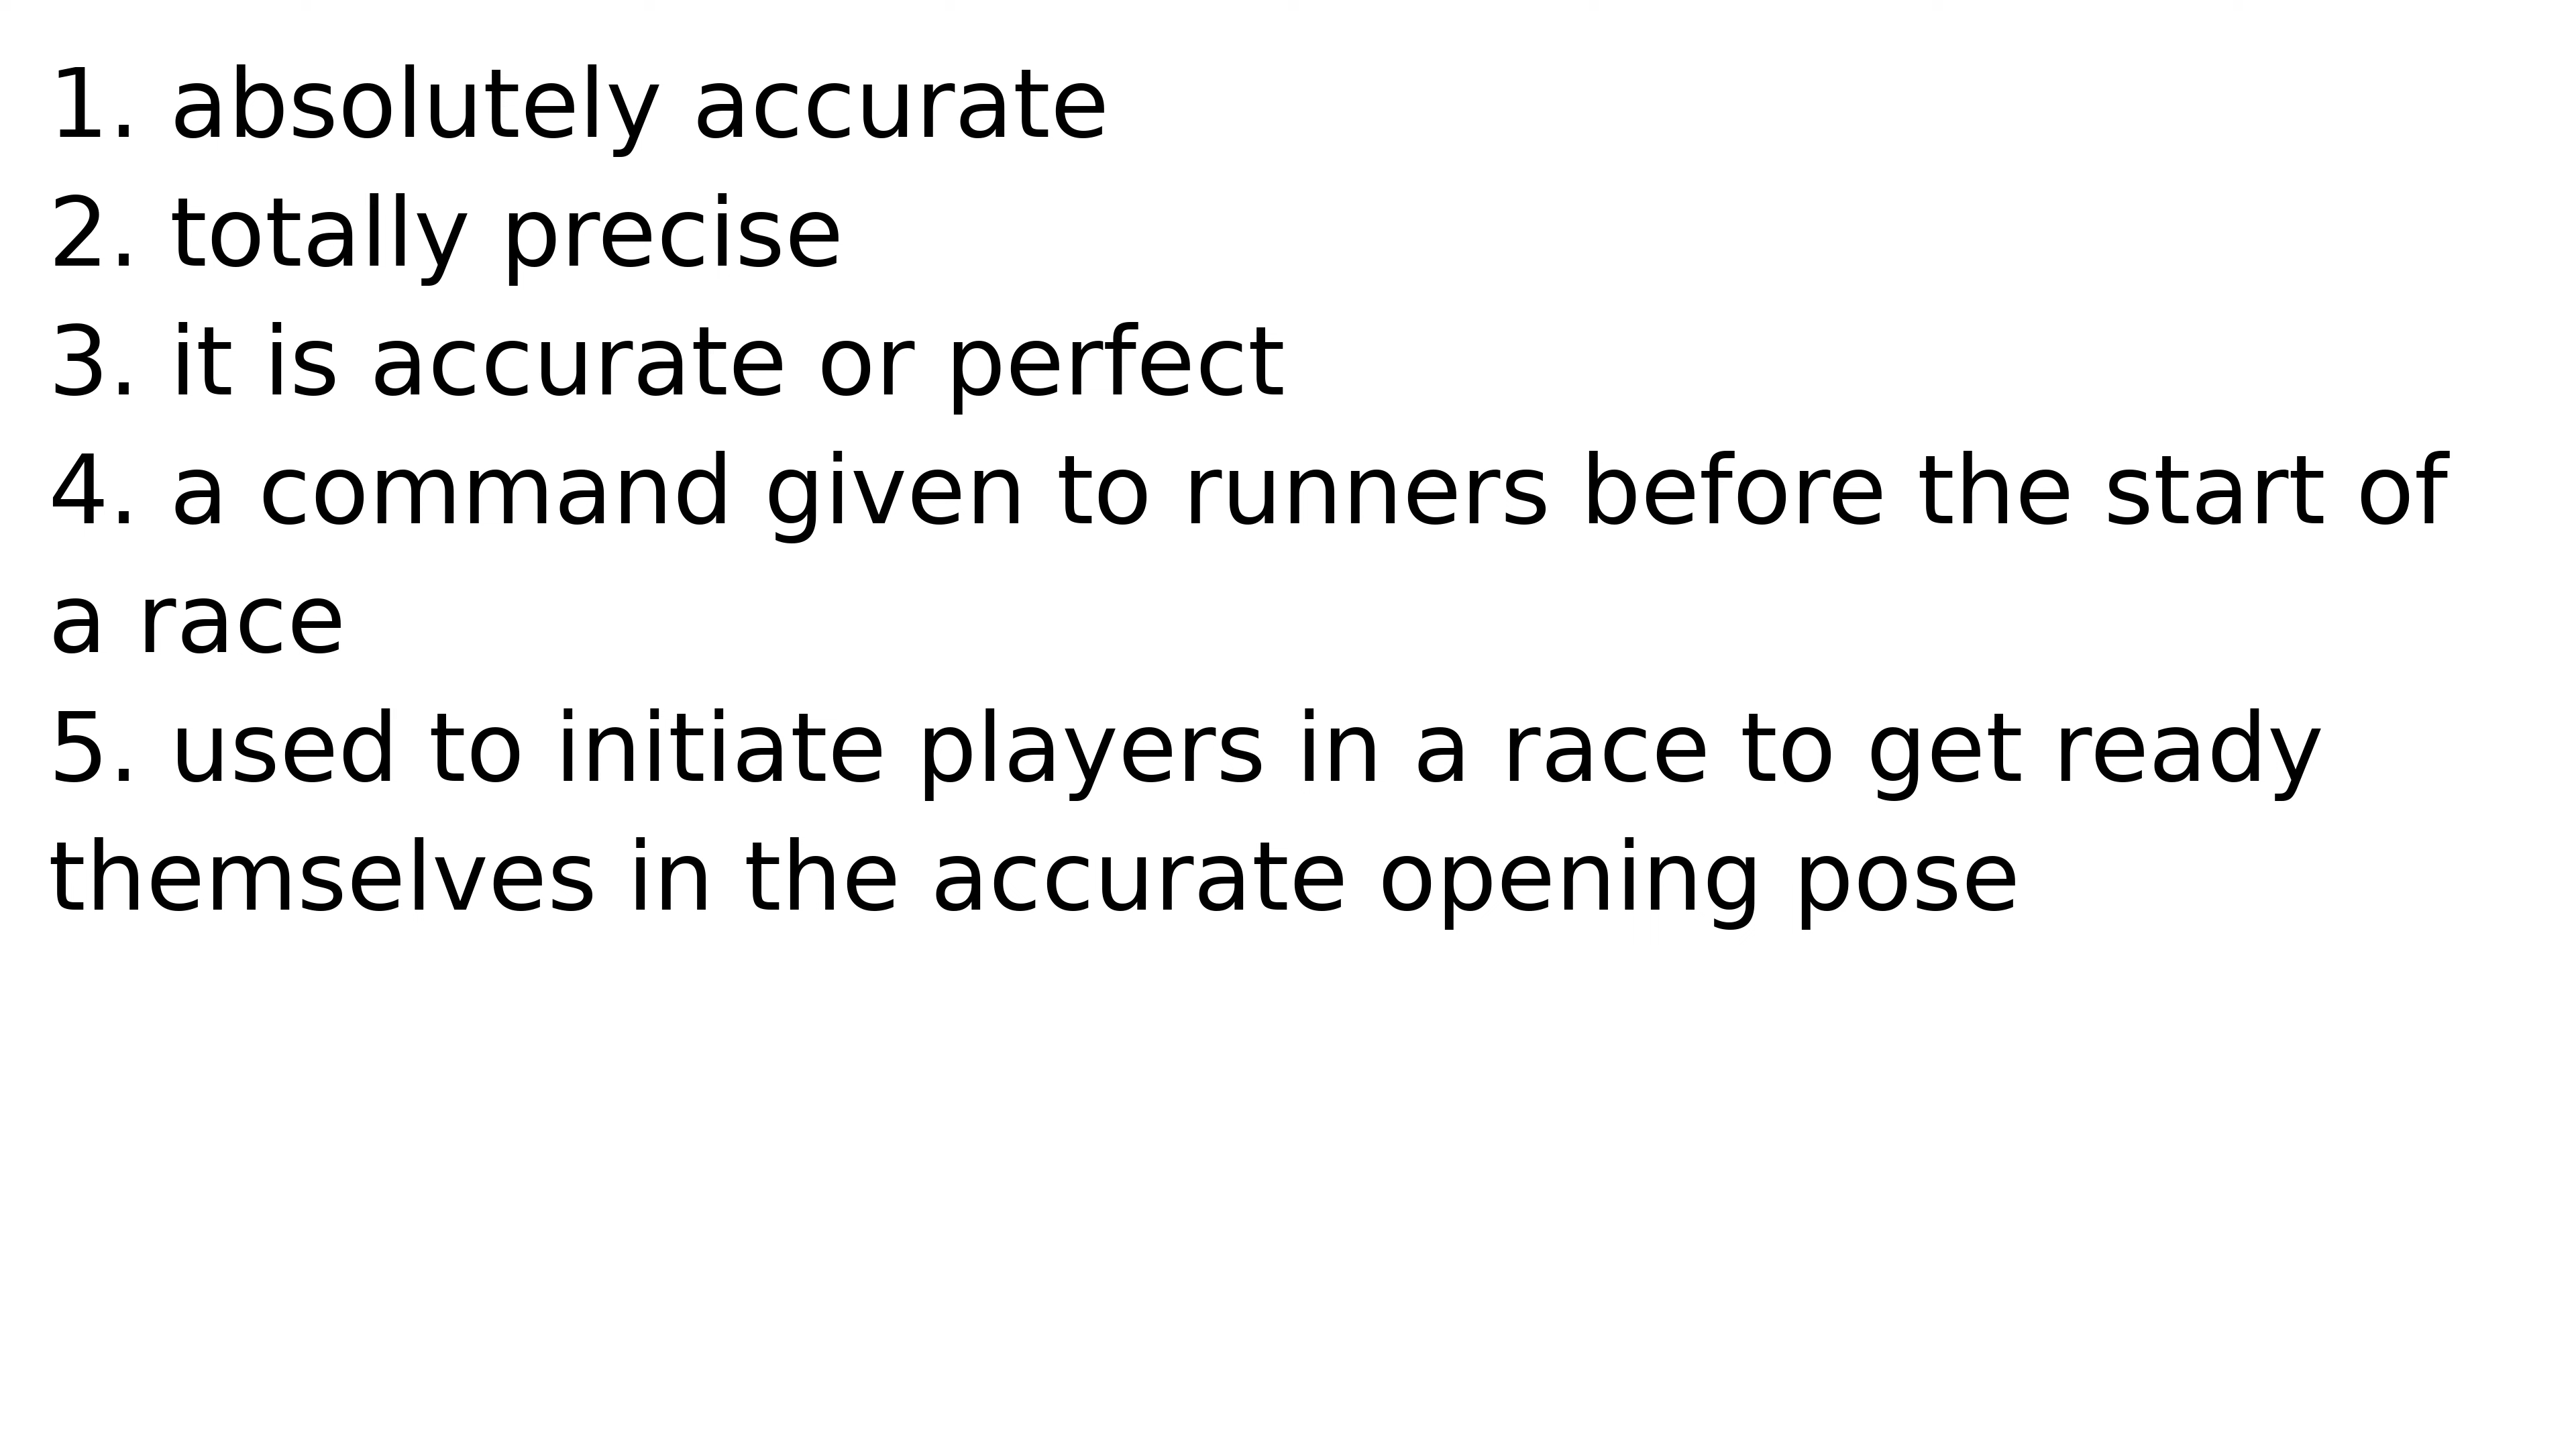 1. absolutely accurate
2. totally precise
3. it is accurate or perfect
4. a command given to runners before the start of
a race
5. used to initiate players in a race to get ready
themselves in the accurate opening pose